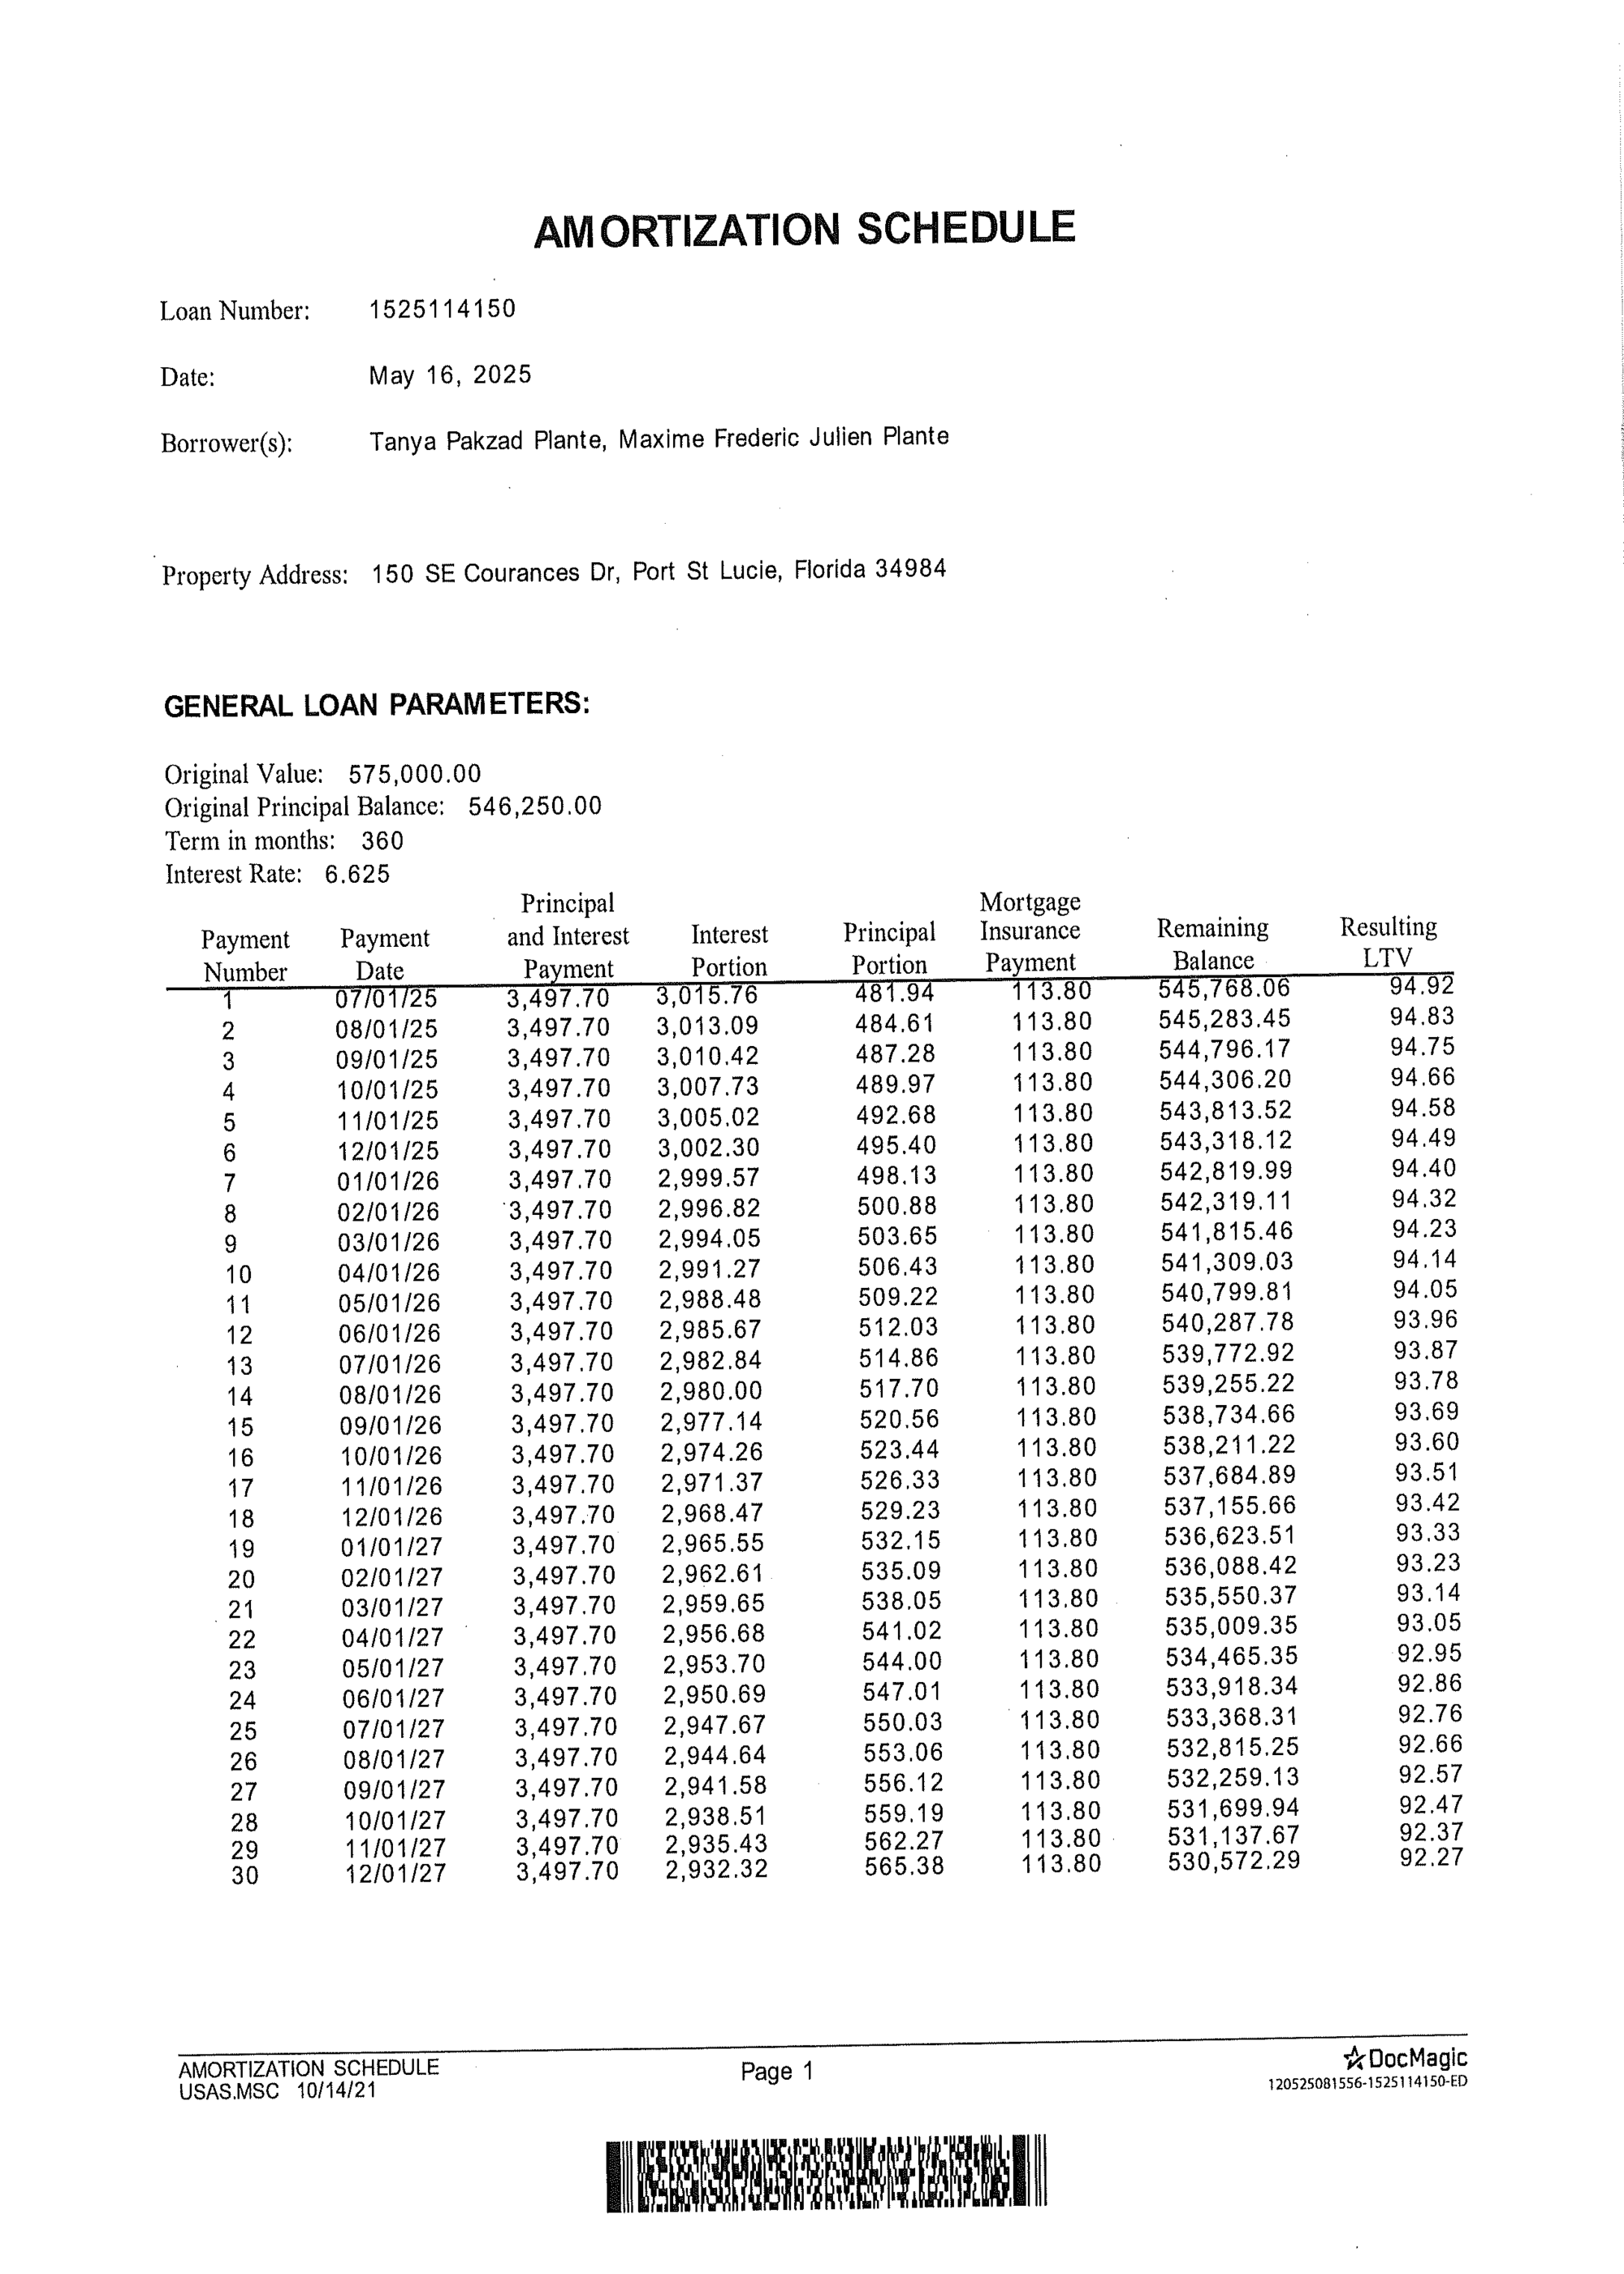 AMORTIZATION SCHEDULE
Loan Number: 1525114150
Date: May 16, 2025
Borrower(s): Tanya Pakzad Plante, Maxime Frederic Julien Plante
Property Address: 150 SE Courances Dr, Port St Lucie, Florida 34984
GENERAL LOAN PARAMETERS:
Original Value: 575,000.00
Original Principal Balance: 546,250.00
Term in months: 360
Interest Rate: 6.625
Principal Mortgage
Payment Payment and Interest Interest Principal Insurance Remaining Resulting
Number Date Payment Portion Portion Payment Balance LTV
1 07/01/25 3,497.70 3,015.76 481.94 113.80 545,768.06 94.92
2 08/01/25 3,497.70 3,013.09 484.61 113.80 545,283.45 94.83
3 09/01/25 3,497.70 3,010.42 487.28 113.80 544,796.17 94.75
4 10/01/25 3,497.70 3,007.73 489.97 113.80 544,306.20 94.66
5 11/01/25 3,497.70 3,005.02 492.68 113.80 543,813.52 94.58
6 12/01/25 3,497.70 3,002.30 495.40 113.80 543,318.12 94.49
7 01/01/26 3,497.70 2,999.57 498.13 113.80 542,819.99 94.40
8 02/01/26 3,497.70 2,996.82 500.88 113.80 542,319.11 94.32
9 03/01/26 3,497.70 2,994.05 503.65 113.80 541,815.46 94.23
10 04/01/26 3,497.70 2,991.27 506.43 113.80 541,309.03 94.14
11 05/01/26 3,497.70 2,988.48 509.22 113.80 540,799.81 94.05
12 06/01/26 3,497.70 2,985.67 512.03 113.80 540,287.78 93.96
13 07/01/26 3,497.70 2,982.84 514.86 113.80 539,772.92 93.87
14 08/01/26 3,497.70 2,980.00 517.70 113.80 539,255.22 93.78
15 09/01/26 3,497.70 2,977.14 520.56 113.80 538,734.66 93.69
16 10/01/26 3,497.70 2,974.26 523.44 113.80 538,211.22 93.60
17 11/01/26 3,497.70 2,971.37 526.33 113.80 537,684.89 93.51
18 12/01/26 3,497.70 2,968.47 529.23 113.80 537,155.66 93.42
19 01/01/27 3,497.70 2,965.55 532.15 113.80 536,623.51 93.33
20 02/01/27 3,497.70 2,962.61 535.09 113.80 536,088.42 93.23
21 03/01/27 3,497.70 2,959.65 538.05 113.80 535,550.37 93.14
22 04/01/27 3,497.70 2,956.68 541.02 113.80 535,009.35 93.05
23 05/01/27 3,497.70 2,953.70 544.00 113.80 534,465.35 92.95
24 06/01/27 3,497.70 2,950.69 547.01 113.80 533,918.34 92.86
25 07/01/27 3,497.70 2,947.67 550.03 113.80 533,368.31 92.76
26 08/01/27 3,497.70 2,944.64 553.06 113.80 532,815.25 92.66
27 09/01/27 3,497.70 2,941.58 556.12 113.80 532,259.13 92.57
28 10/01/27 3,497.70 2,938.51 559.19 113.80 531,699.94 92.47
29 11/01/27 3,497.70 2,935.43 562.27 113.80 531,137.67 92.37
30 12/01/27 3,497.70 2,932.32 565.38 113.80 530,572.29 92.27
AMORTIZATION SCHEDULE Page 1 DocMagic
USAS.MSC 10/14/21 120525081556-1525114150-ED